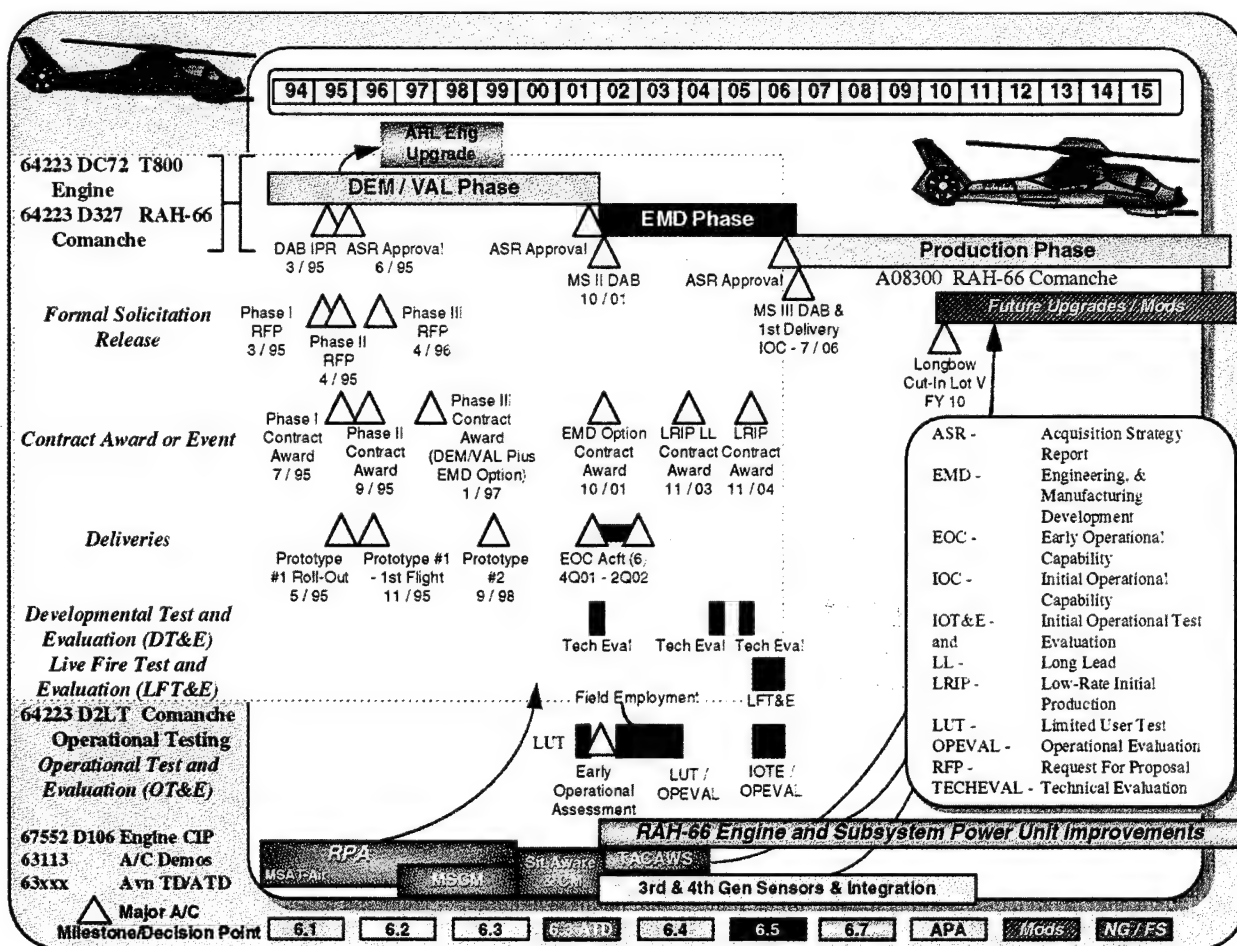 94 95 96 97 98 99 00 01 02 03 04 05 06 07 08 09 10 11 12 13 14 15
ARL Eng
Upgrade
64223 DC72 T800
Engine
64223 D327 RAH-66
Comanche
DEM / VAL Phase
EMD Phase
Production Phase
A08300 RAH-66 Comanche
Future Upgrades / Mods
DAB IPR
3 / 95
ASR Approval
6 / 95
ASR Approval
MS II DAB
10 / 01
ASR Approval
MS III DAB &
1st Delivery
IOC - 7 / 06
Longbow
Cut-In Lot V
FY 10
Formal Solicitation
Release
Phase I
RFP
3 / 95
Phase II
RFP
4 / 95
Phase III
RFP
4 / 96
Contract Award or Event
Phase I
Contract
Award
7 / 95
Phase II
Contract
Award
9 / 95
Phase III
Contract
Award
(DEM/VAL Plus
EMD Option)
1 / 97
EMD Option
Contract
Award
10 / 01
LRIP LL
Contract
Award
11 / 03
LRIP
Contract
Award
11 / 04
Deliveries
Prototype
#1 Roll-Out
5 / 95
Prototype #1
- 1st Flight
11 / 95
Prototype
#2
9 / 98
EOC Acft (6)
4Q01 - 2Q02
Developmental Test and
Evaluation (DT&E)
Live Fire Test and
Evaluation (LFT&E)
Tech Eval
Tech Eval
Tech Eval
LFT&E
64223 D2LT Comanche
Operational Testing
Operational Test and
Evaluation (OT&E)
Field Employment
LUT
Early
Operational
Assessment
LUT /
OPEVAL
IOTE /
OPEVAL
67552 D106 Engine CIP
63113 A/C Demos
63xxx Avn TD/ATD
RPA
MSAT-Air
MSCM
Sit Aware
& CM
TACAWS
RAH-66 Engine and Subsystem Power Unit Improvements
3rd & 4th Gen Sensors & Integration
ASR - Acquisition Strategy
Report
EMD - Engineering, &
Manufacturing
Development
EOC - Early Operational
Capability
IOC - Initial Operational
Capability
IOT&E - Initial Operational Test
and Evaluation
LL - Long Lead
LRIP - Low-Rate Initial
Production
LUT - Limited User Test
OPEVAL - Operational Evaluation
RFP - Request For Proposal
TECHEVAL - Technical Evaluation
Major A/C
Milestone/Decision Point
6.1 6.2 6.3 6.3 ATD 6.4 6.5 6.7 APA Mods NG / FS